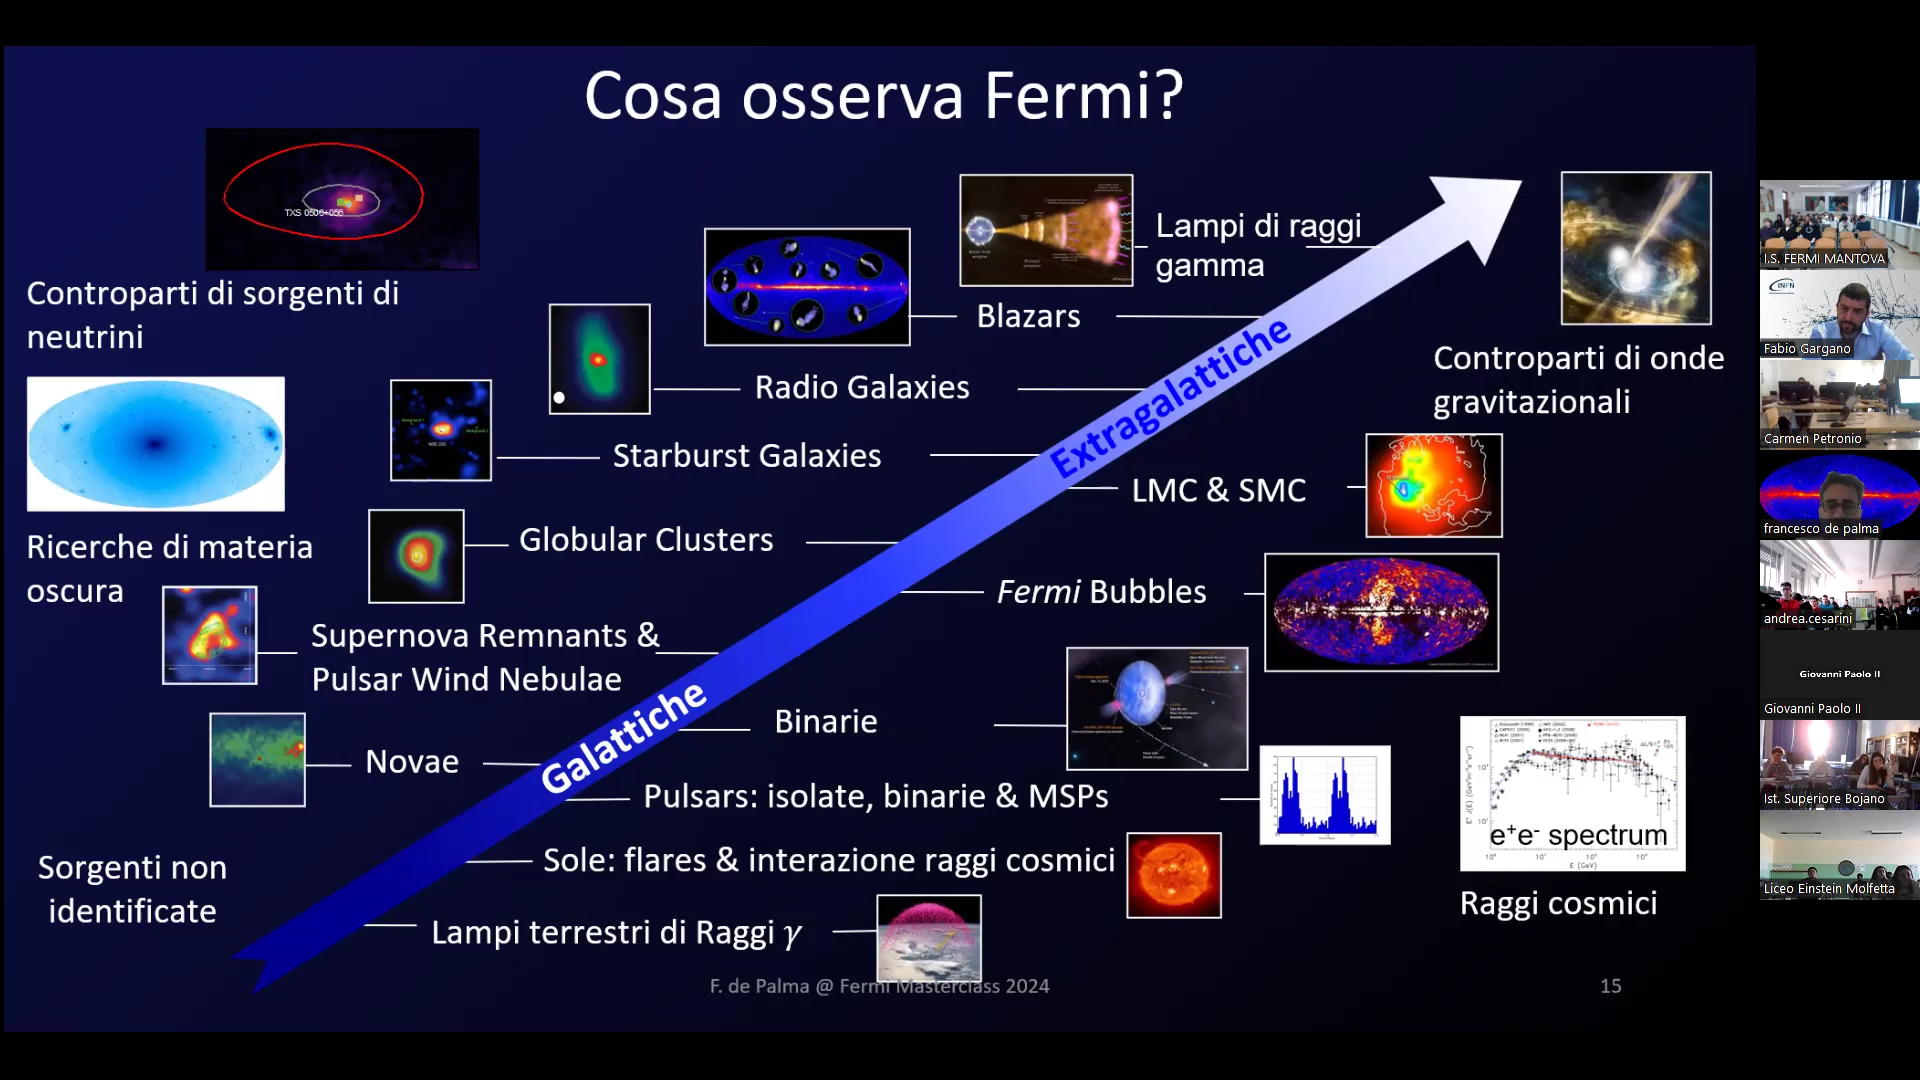 Cosa osserva Fermi?
TXS 0506+056
Controparti di sorgenti di
neutrini
Lampi di raggi
gamma
Blazars
Radio Galaxies
Starburst Galaxies
Globular Clusters
Supernova Remnants &
Pulsar Wind Nebulae
Novae
Ricerche di materia
oscura
Sorgenti non
identificate
Galattiche
Extragalattiche
Controparti di onde
gravitazionali
LMC & SMC
Fermi Bubbles
Binarie
Pulsars: isolate, binarie & MSPs
Sole: flares & interazione raggi cosmici
Lampi terrestri di Raggi γ
e⁺e⁻ spectrum
E (GeV)
Raggi cosmici
F. de Palma @ Fermi Masterclass 2024
15
I.S. FERMI MANTOVA
INFN
Fabio Gargano
Carmen Petronio
francesco de palma
andrea.cesarini
Giovanni Paolo II
Giovanni Paolo II
Ist. Superiore Bojano
Liceo Einstein Molfetta